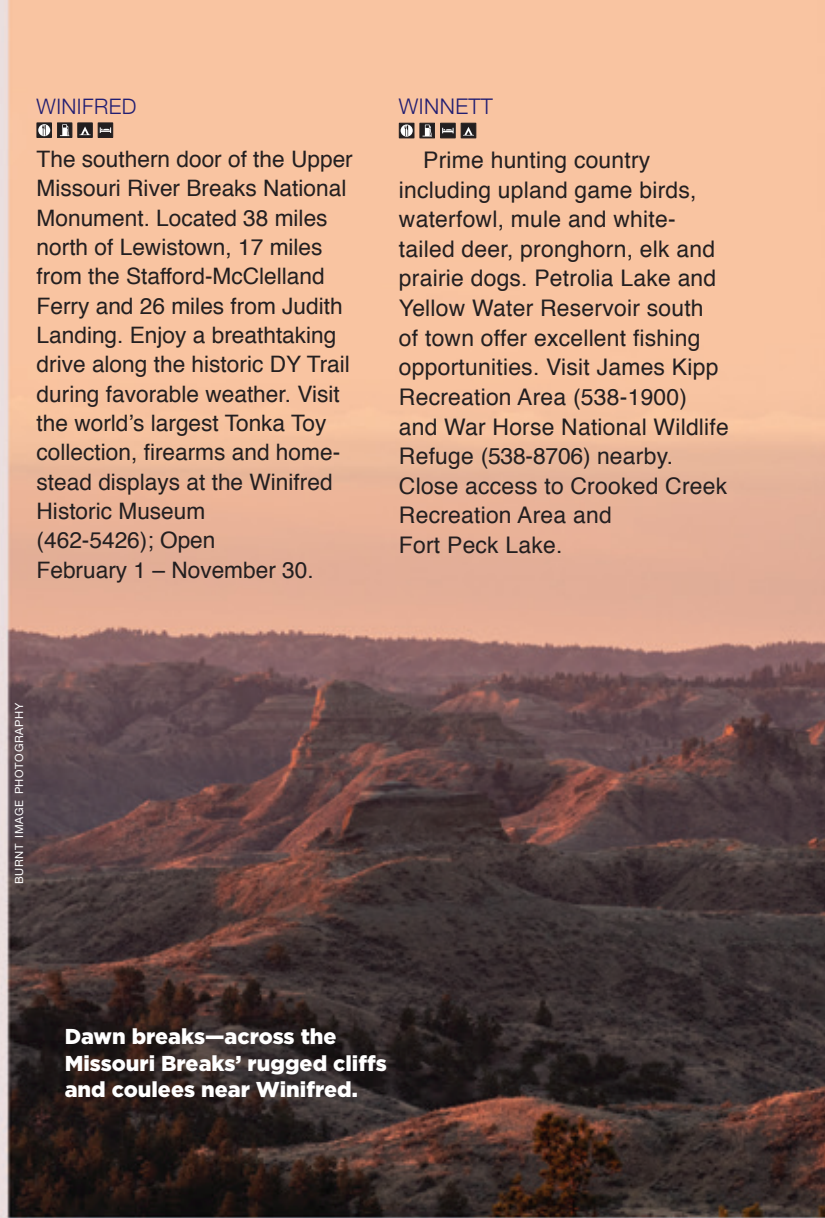 WINIFRED
The southern door of the Upper
Missouri River Breaks National
Monument. Located 38 miles
north of Lewistown, 17 miles
from the Stafford-McClelland
Ferry and 26 miles from Judith
Landing. Enjoy a breathtaking
drive along the historic DY Trail
during favorable weather. Visit
the world's largest Tonka Toy
collection, firearms and home-
stead displays at the Winifred
Historic Museum
(462-5426); Open
February 1 – November 30.
WINNETT
Prime hunting country
including upland game birds,
waterfowl, mule and white-
tailed deer, pronghorn, elk and
prairie dogs. Petrolia Lake and
Yellow Water Reservoir south
of town offer excellent fishing
opportunities. Visit James Kipp
Recreation Area (538-1900)
and War Horse National Wildlife
Refuge (538-8706) nearby.
Close access to Crooked Creek
Recreation Area and
Fort Peck Lake.
BURNT IMAGE PHOTOGRAPHY
Dawn breaks—across the
Missouri Breaks' rugged cliffs
and coulees near Winifred.